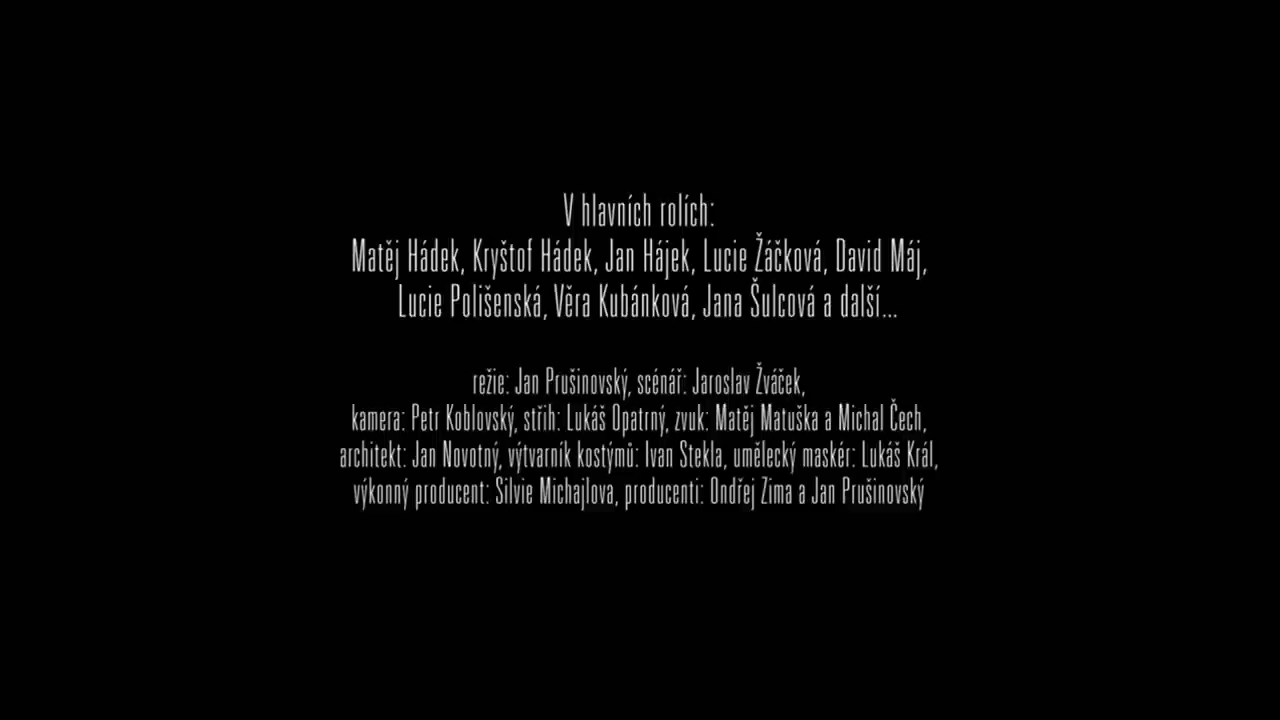 V hlavních rolích:
Matěj Hádek, Kryštof Hádek, Jan Hájek, Lucie Žáčková, David Máj,
Lucie Polišenská, Věra Kubánková, Jana Šulcová a další...
režie: Jan Prušinovský, scénář: Jaroslav Žváček,
kamera: Petr Koblovský, střih: Lukáš Opatrný, zvuk: Matěj Matuška a Michal Čech,
architekt: Jan Novotný, výtvarník kostýmů: Ivan Stekla, umělecký maskér: Lukáš Král,
výkonný producent: Silvie Michajlova, producenti: Ondřej Zima a Jan Prušinovský